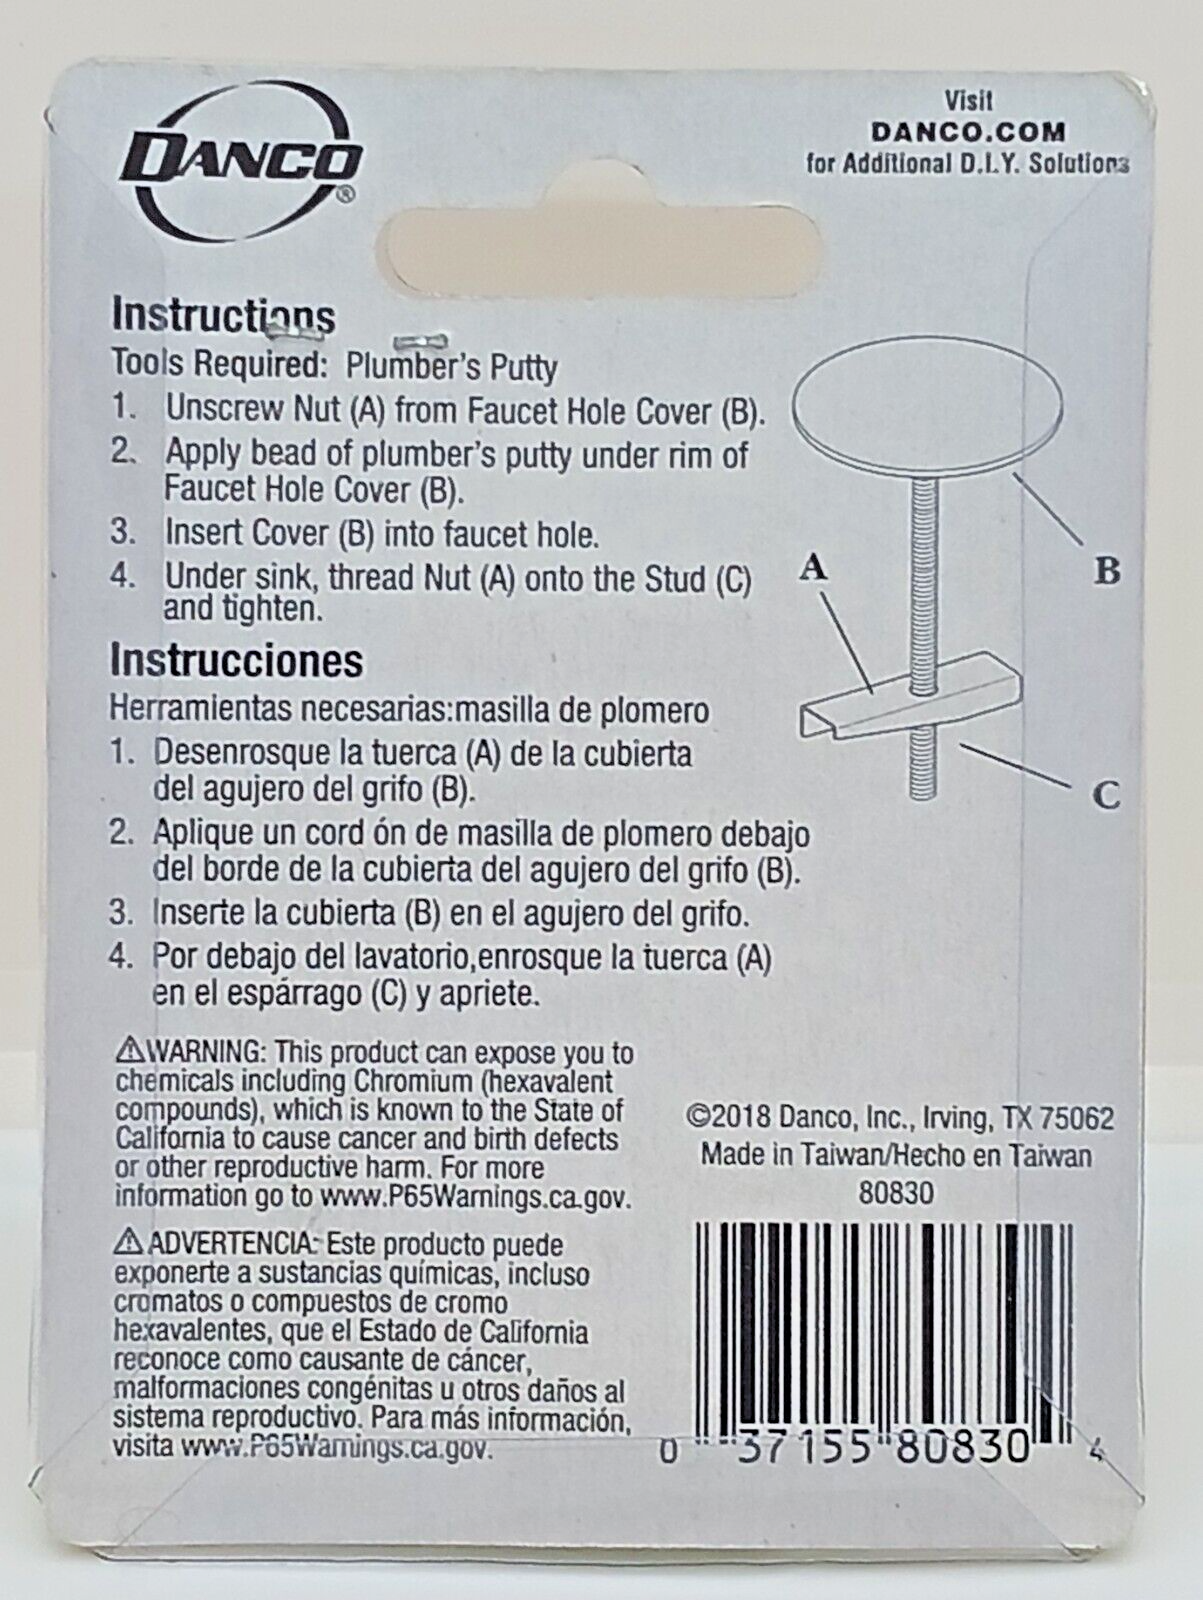 DANCO®
Visit
DANCO.COM
for Additional D.I.Y. Solutions
Instructions
Tools Required: Plumber's Putty
1. Unscrew Nut (A) from Faucet Hole Cover (B).
2. Apply bead of plumber's putty under rim of
Faucet Hole Cover (B).
3. Insert Cover (B) into faucet hole.
4. Under sink, thread Nut (A) onto the Stud (C)
and tighten.
A
B
C
Instrucciones
Herramientas necesarias:masilla de plomero
1. Desenrosque la tuerca (A) de la cubierta
del agujero del grifo (B).
2. Aplique un cord ón de masilla de plomero debajo
del borde de la cubierta del agujero del grifo (B).
3. Inserte la cubierta (B) en el agujero del grifo.
4. Por debajo del lavatorio,enrosque la tuerca (A)
en el espárrago (C) y apriete.
⚠WARNING: This product can expose you to
chemicals including Chromium (hexavalent
compounds), which is known to the State of
California to cause cancer and birth defects
or other reproductive harm. For more
information go to www.P65Warnings.ca.gov.
⚠ADVERTENCIA: Este producto puede
exponerte a sustancias químicas, incluso
cromatos o compuestos de cromo
hexavalentes, que el Estado de California
reconoce como causante de cáncer,
malformaciones congénitas u otros daños al
sistema reproductivo. Para más información,
visita www.P65Warnings.ca.gov.
©2018 Danco, Inc., Irving, TX 75062
Made in Taiwan/Hecho en Taiwan
80830
0 37155 80830 4